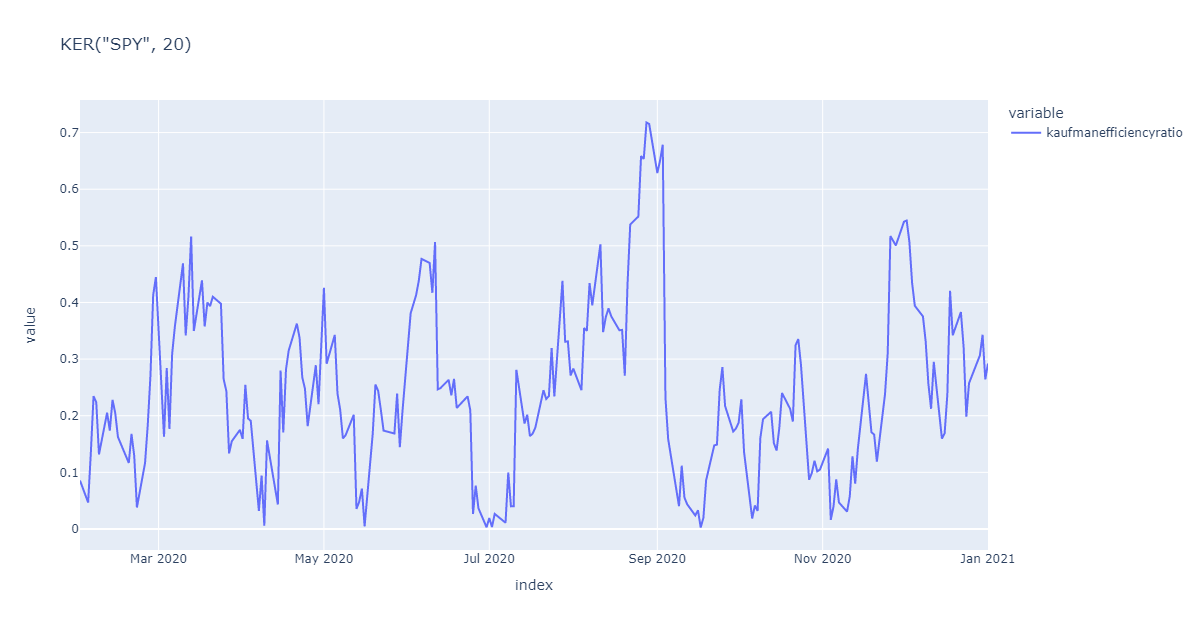 KER("SPY", 20)
variable
kaufmanefficiencyratio
value
0.7
0.6
0.5
0.4
0.3
0.2
0.1
0
Mar 2020
May 2020
Jul 2020
Sep 2020
Nov 2020
Jan 2021
index